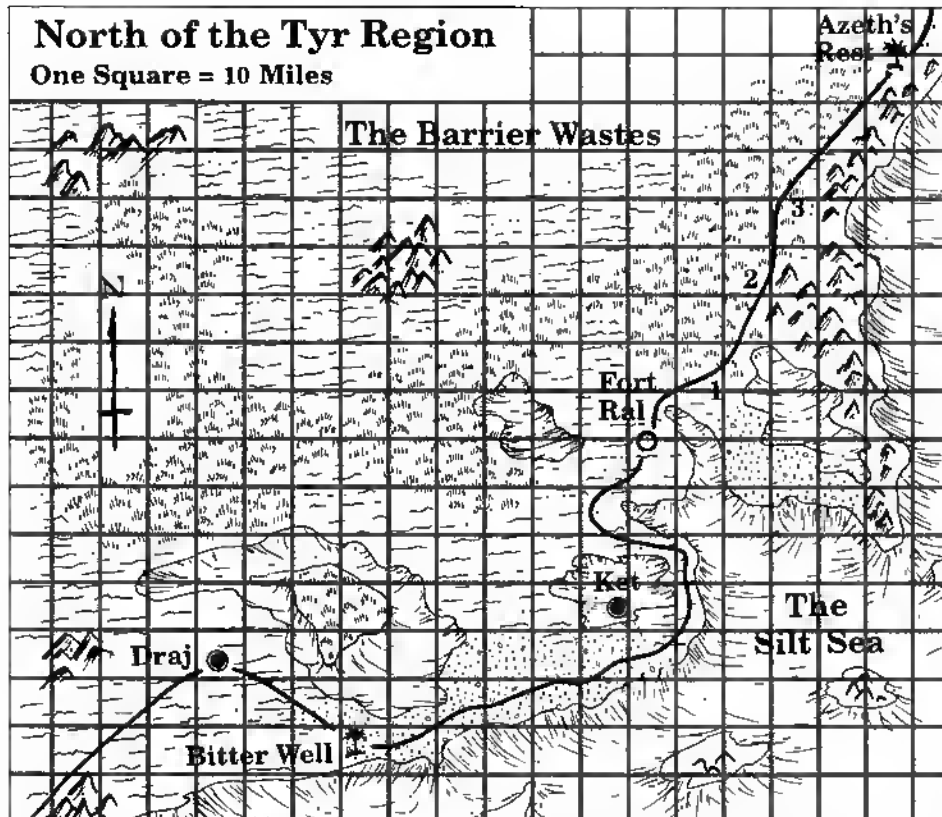 North of the Tyr Region
One Square = 10 Miles
Azeth's
Rest
The Barrier Wastes
3
N
2
Fort
Ral
1
Ket
The
Silt Sea
Draj
Bitter Well